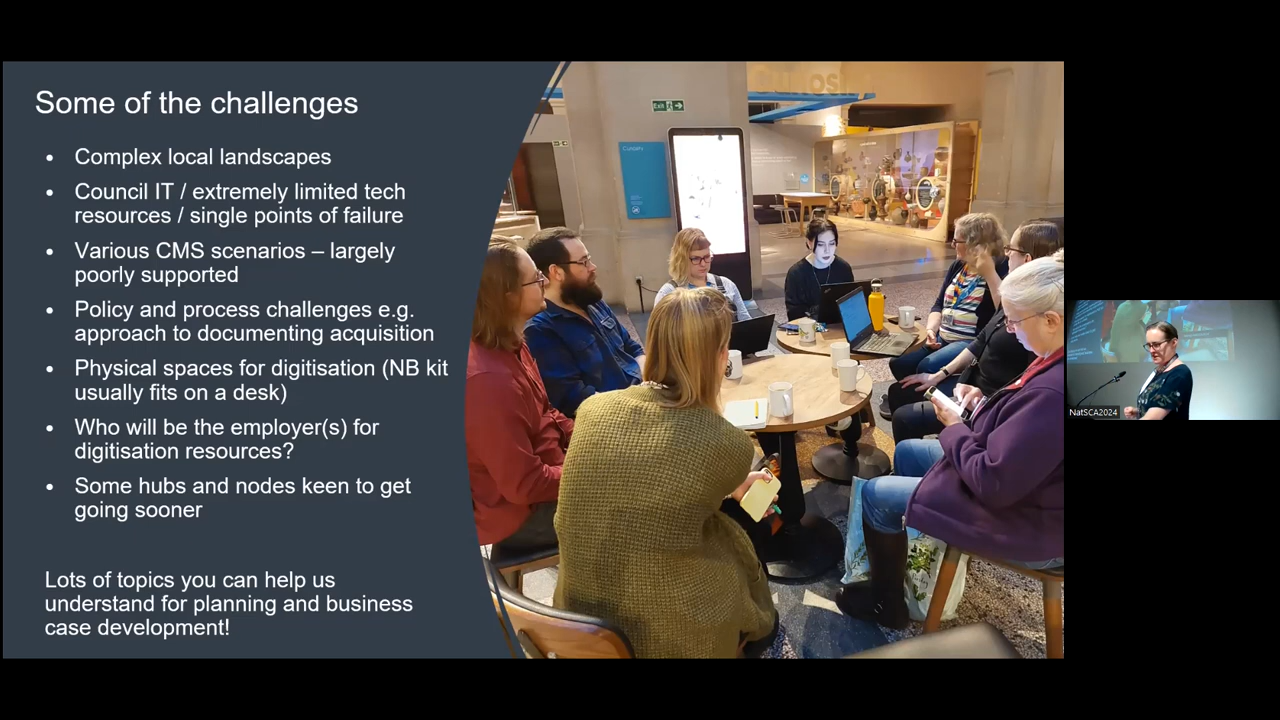 Some of the challenges
• Complex local landscapes
• Council IT / extremely limited tech
resources / single points of failure
• Various CMS scenarios – largely
poorly supported
• Policy and process challenges e.g.
approach to documenting acquisition
• Physical spaces for digitisation (NB kit
usually fits on a desk)
• Who will be the employer(s) for
digitisation resources?
• Some hubs and nodes keen to get
going sooner
Lots of topics you can help us
understand for planning and business
case development!
Exit
Curiosity
NatSCA2024